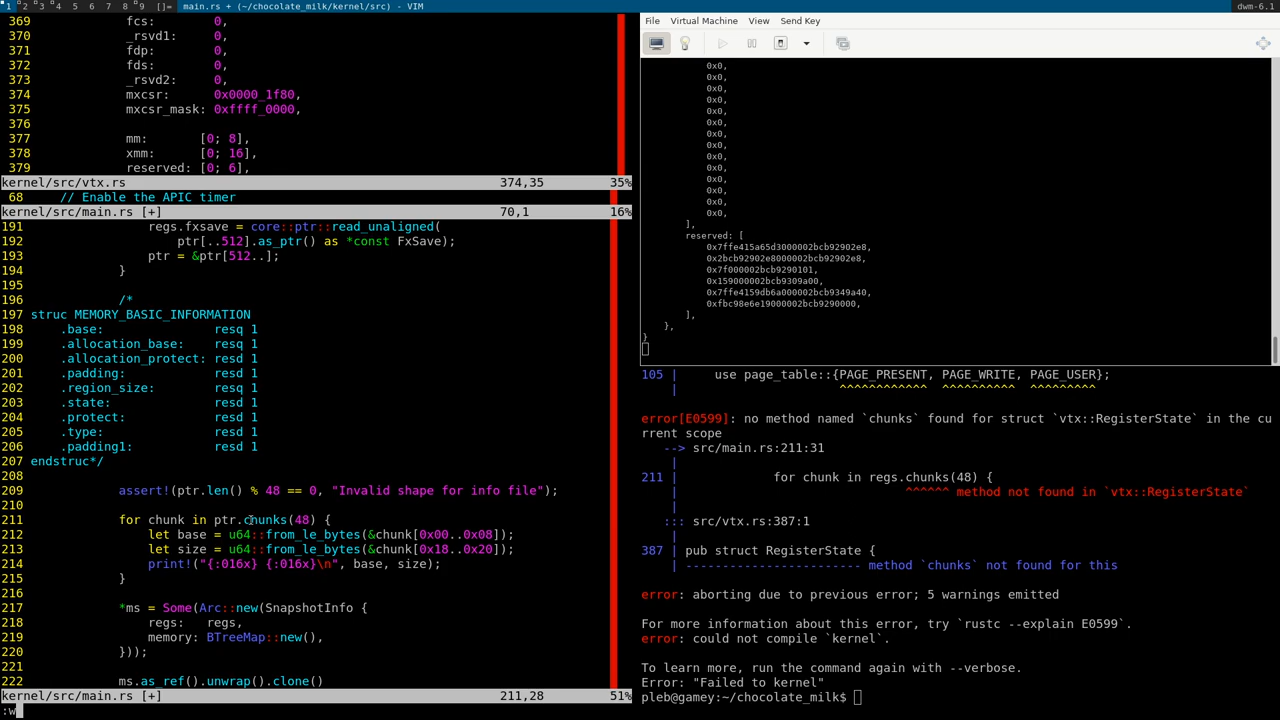 1 2 3 4 5 6 7 8 9 []= main.rs + (~/chocolate_milk/kernel/src) - VIM
dwm-6.1
369 fcs: 0,
370 _rsvd1: 0,
371 fdp: 0,
372 fds: 0,
373 _rsvd2: 0,
374 mxcsr: 0x0000_1f80,
375 mxcsr_mask: 0xffff_0000,
376
377 mm: [0; 8],
378 xmm: [0; 16],
379 reserved: [0; 6],
kernel/src/vtx.rs 374,35 35%
68 // Enable the APIC timer
kernel/src/main.rs [+] 70,1 16%
191 regs.fxsave = core::ptr::read_unaligned(
192 ptr[..512].as_ptr() as *const FxSave);
193 ptr = &ptr[512..];
194 }
195
196 /*
197 struc MEMORY_BASIC_INFORMATION
198 .base: resq 1
199 .allocation_base: resq 1
200 .allocation_protect: resd 1
201 .padding: resd 1
202 .region_size: resq 1
203 .state: resd 1
204 .protect: resd 1
205 .type: resd 1
206 .padding1: resd 1
207 endstruc*/
208
209 assert!(ptr.len() % 48 == 0, "Invalid shape for info file");
210
211 for chunk in ptr.chunks(48) {
212 let base = u64::from_le_bytes(&chunk[0x00..0x08]);
213 let size = u64::from_le_bytes(&chunk[0x18..0x20]);
214 print!("{:016x} {:016x}\n", base, size);
215 }
216
217 *ms = Some(Arc::new(SnapshotInfo {
218 regs: regs,
219 memory: BTreeMap::new(),
220 }));
221
222 ms.as_ref().unwrap().clone()
kernel/src/main.rs [+] 211,28 51%
:w
File Virtual Machine View Send Key
0x0,
0x0,
0x0,
0x0,
0x0,
0x0,
0x0,
0x0,
0x0,
0x0,
0x0,
0x0,
0x0,
0x0,
],
reserved: [
0x7ffe415a65d3000002bcb92902e8,
0x2bcb92902e8000002bcb92902e8,
0x7f000002bcb9290101,
0x159000002bcb9309a00,
0x7ffe4159db6a000002bcb9349a40,
0xfbc98e6e19000002bcb9290000,
],
},
}
105 | use page_table::{PAGE_PRESENT, PAGE_WRITE, PAGE_USER};
| ^^^^^^^^^^^^ ^^^^^^^^^^ ^^^^^^^^^
error[E0599]: no method named `chunks` found for struct `vtx::RegisterState` in the cu
rrent scope
--> src/main.rs:211:31
|
211 | for chunk in regs.chunks(48) {
| ^^^^^^ method not found in `vtx::RegisterState`
|
::: src/vtx.rs:387:1
|
387 | pub struct RegisterState {
| ------------------------ method `chunks` not found for this
error: aborting due to previous error; 5 warnings emitted
For more information about this error, try `rustc --explain E0599`.
error: could not compile `kernel`.
To learn more, run the command again with --verbose.
Error: "Failed to kernel"
pleb@gamey:~/chocolate_milk$